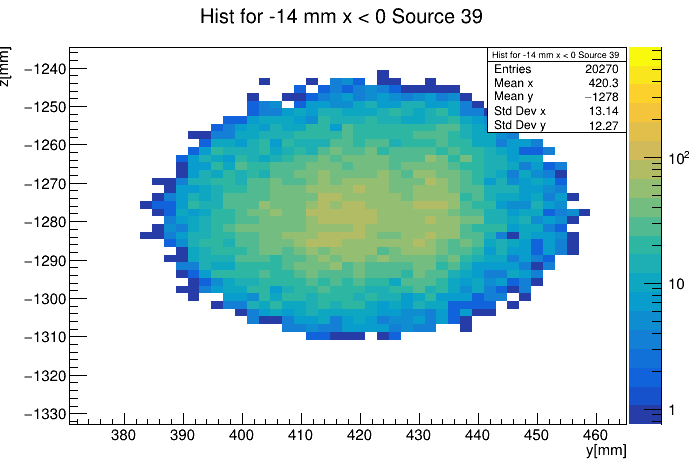 Hist for -14 mm x < 0 Source 39
z[mm]
Hist for -14 mm x < 0 Source 39
Entries 20270
Mean x 420.3
Mean y −1278
Std Dev x 13.14
Std Dev y 12.27
−1240
−1250
−1260
−1270
−1280
−1290
−1300
−1310
−1320
−1330
380 390 400 410 420 430 440 450 460
y[mm]
10²
10
1